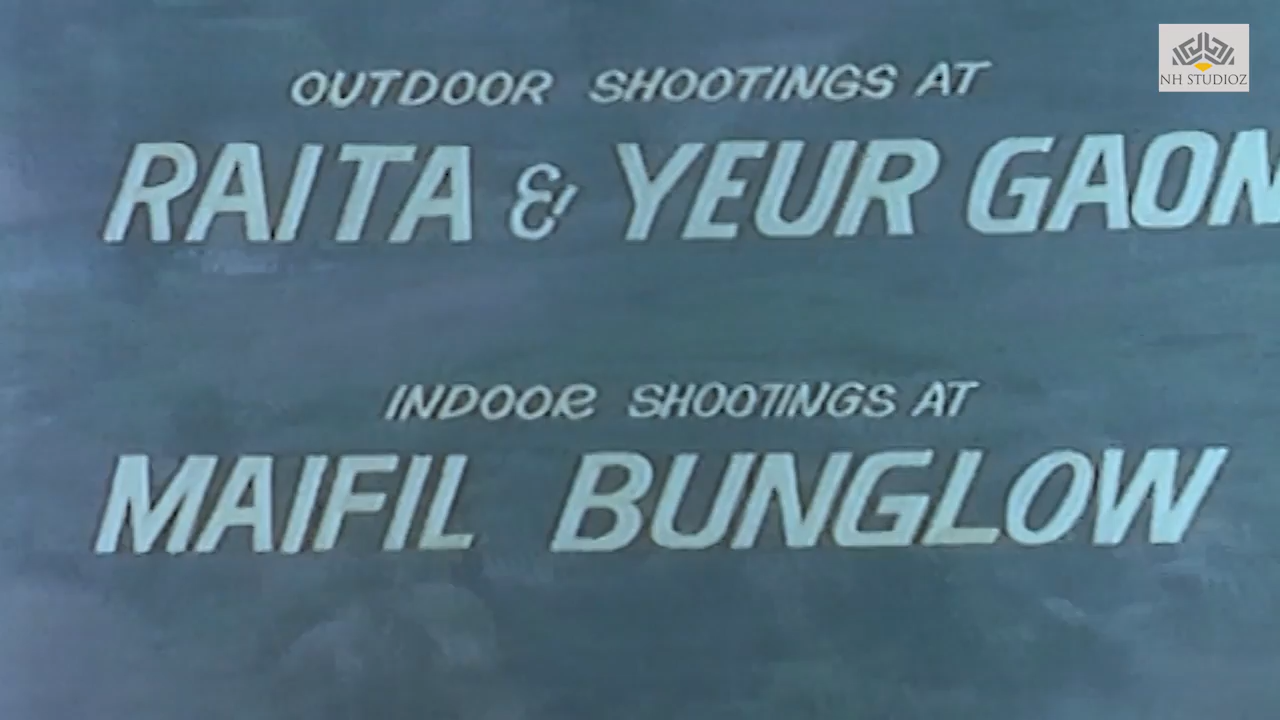 NH STUDIOZ
OUTDOOR SHOOTINGS AT
RAITA & YEUR GAON
INDOOR SHOOTINGS AT
MAIFIL BUNGLOW